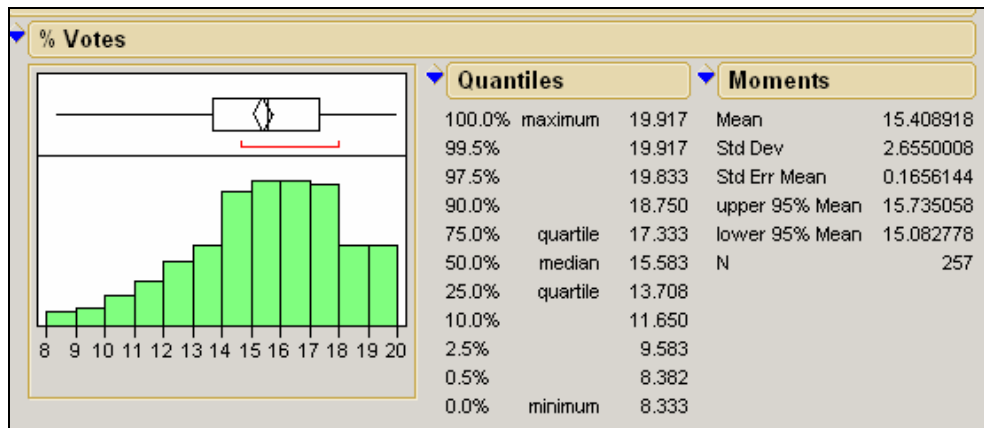 % Votes
Quantiles
100.0% maximum 19.917
99.5% 19.917
97.5% 19.833
90.0% 18.750
75.0% quartile 17.333
50.0% median 15.583
25.0% quartile 13.708
10.0% 11.650
2.5% 9.583
0.5% 8.382
0.0% minimum 8.333
Moments
Mean 15.408918
Std Dev 2.6550008
Std Err Mean 0.1656144
upper 95% Mean 15.735058
lower 95% Mean 15.082778
N 257
8 9 10 11 12 13 14 15 16 17 18 19 20